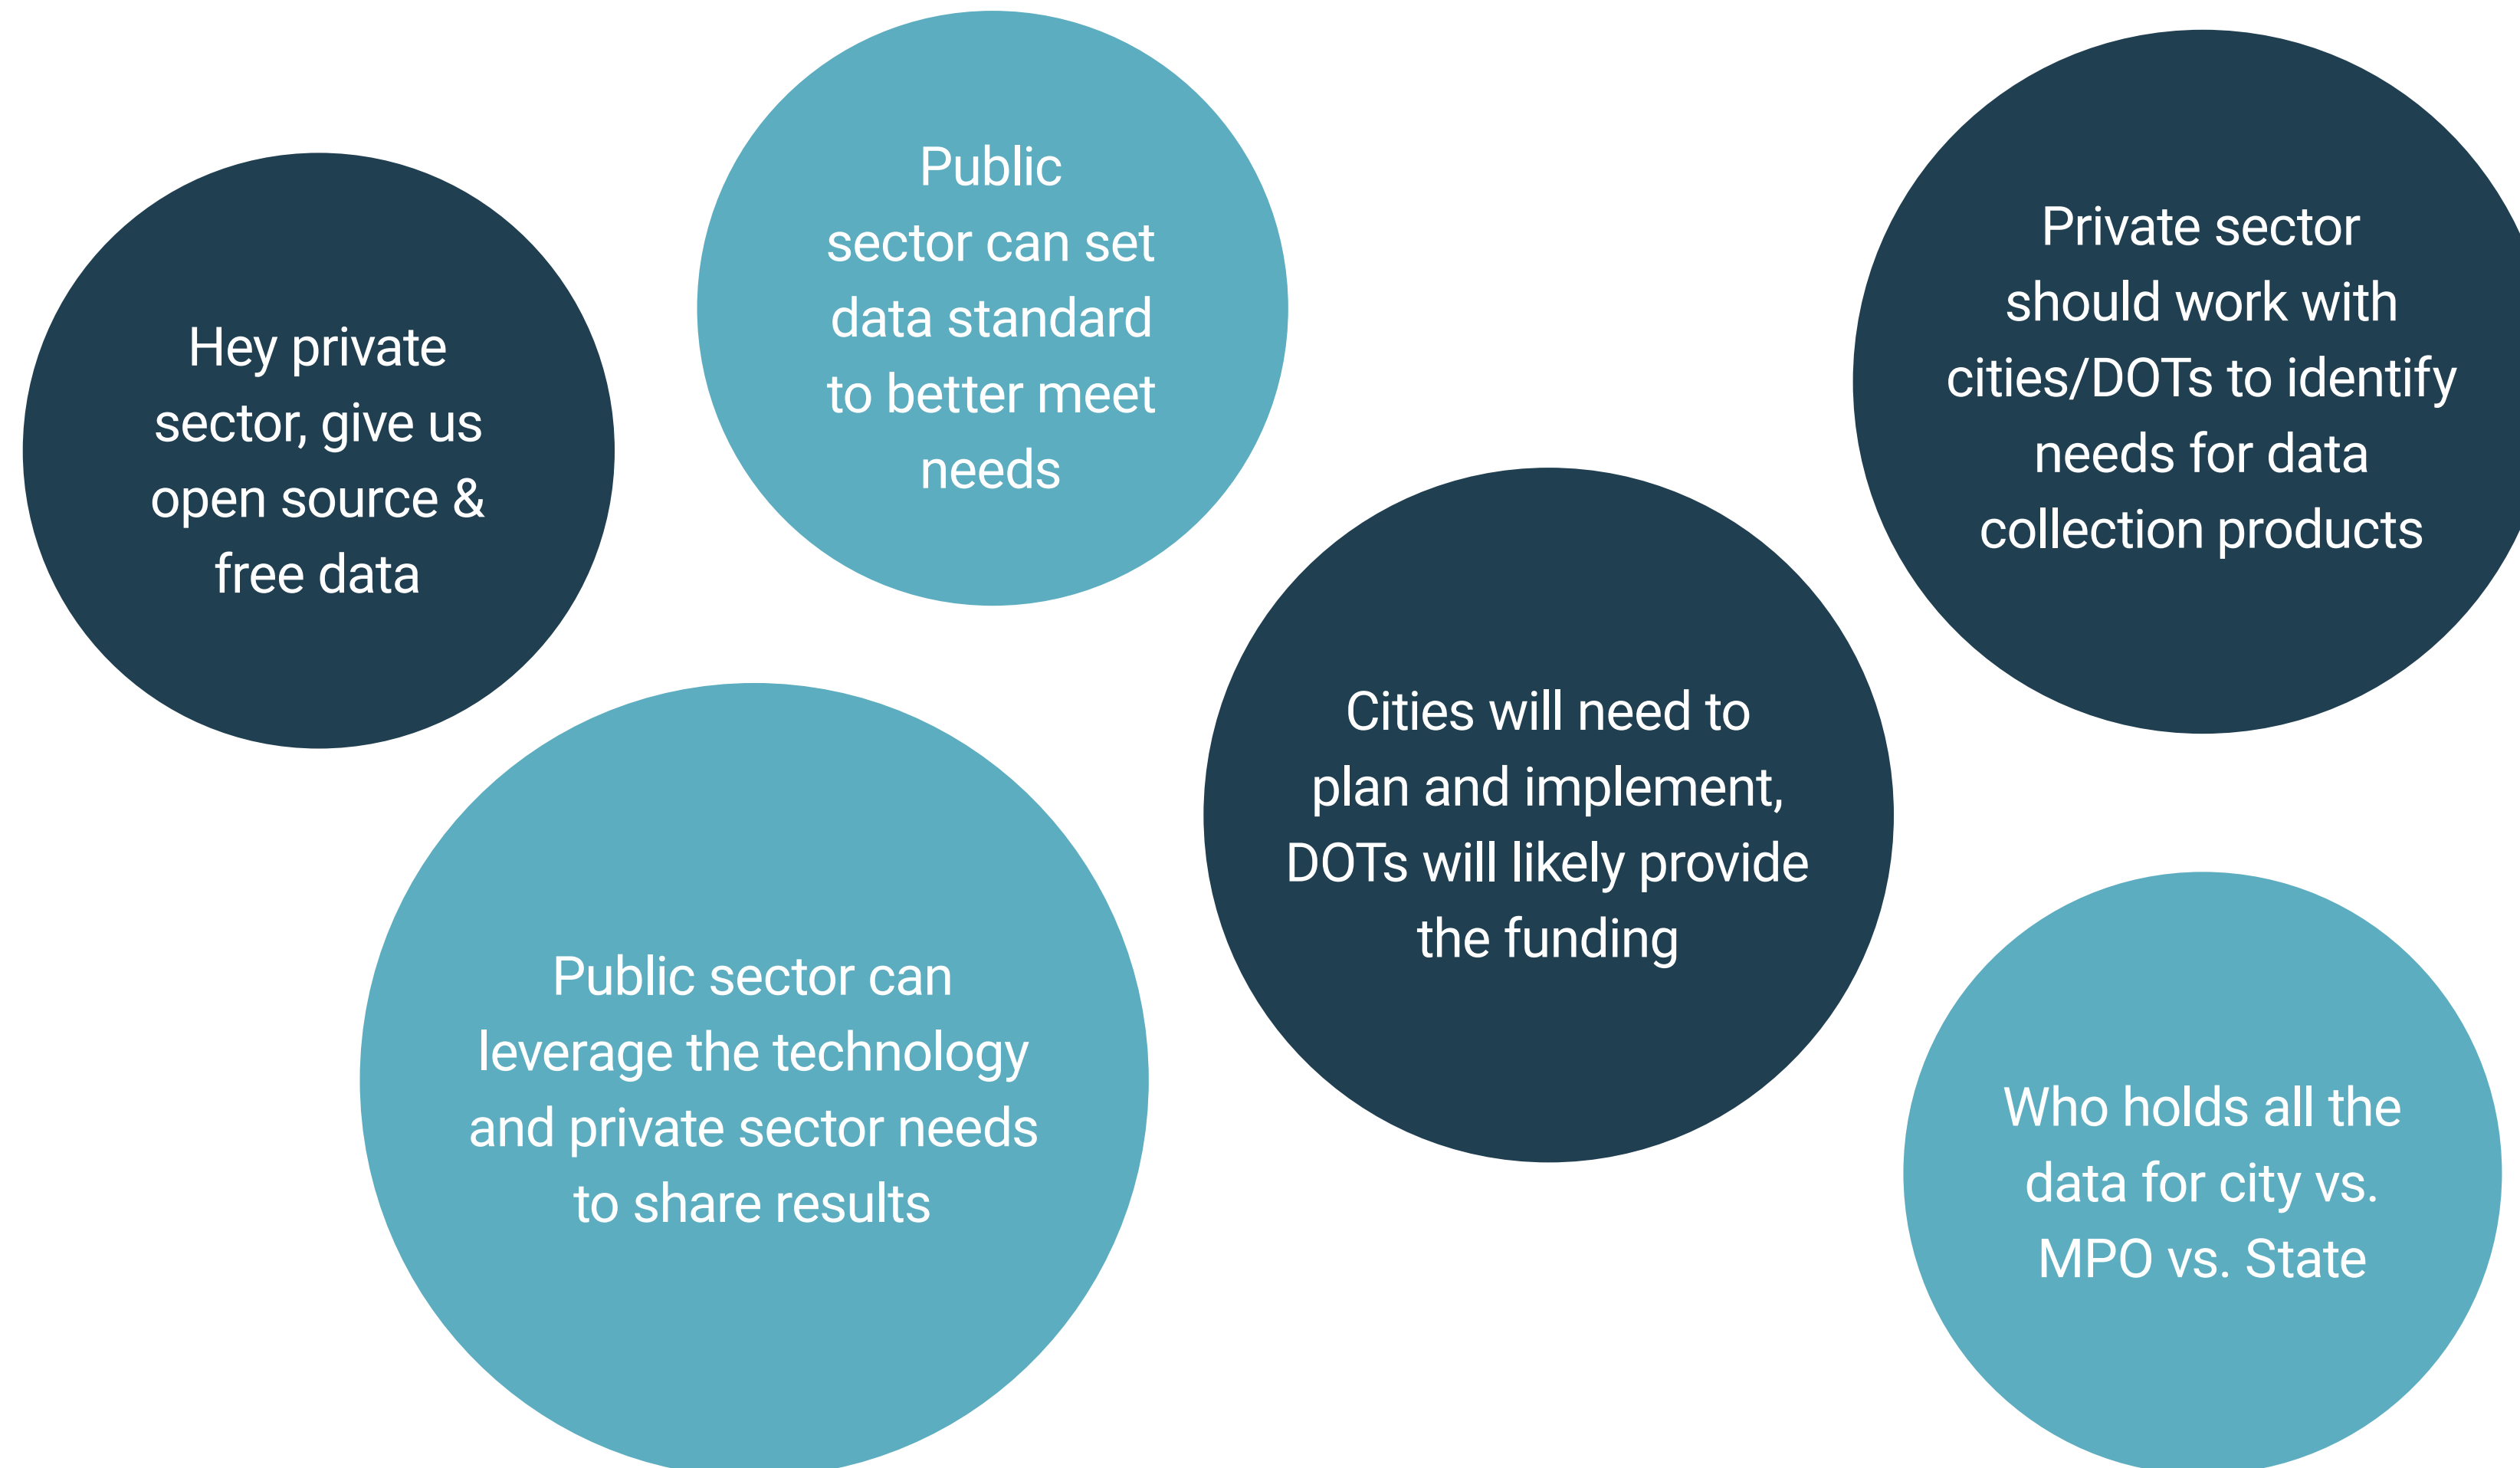 Hey private
sector, give us
open source &
free data
Public
sector can set
data standard
to better meet
needs
Private sector
should work with
cities/DOTs to identify
needs for data
collection products
Public sector can
leverage the technology
and private sector needs
to share results
Cities will need to
plan and implement,
DOTs will likely provide
the funding
Who holds all the
data for city vs.
MPO vs. State